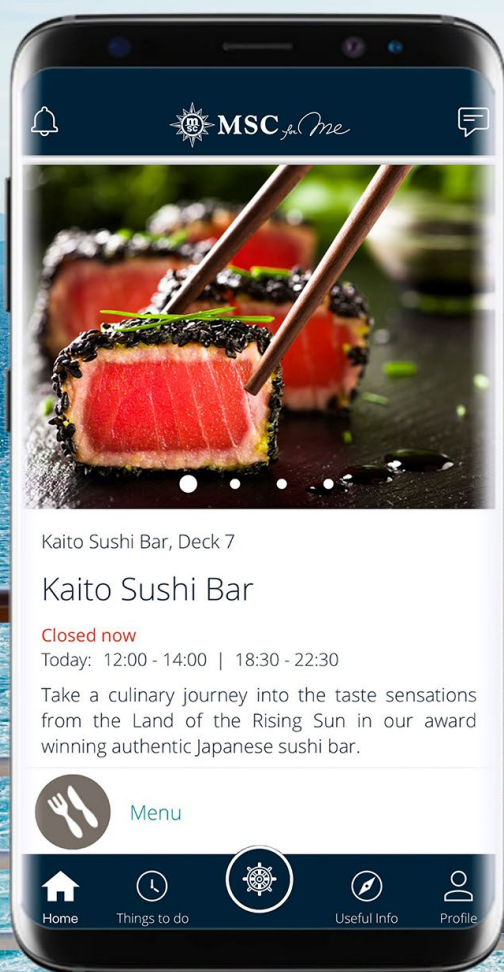 MSC for Me
Kaito Sushi Bar, Deck 7
Kaito Sushi Bar
Closed now
Today: 12:00 - 14:00 | 18:30 - 22:30
Take a culinary journey into the taste sensations
from the Land of the Rising Sun in our award
winning authentic Japanese sushi bar.
Menu
Home
Things to do
Useful Info
Profile